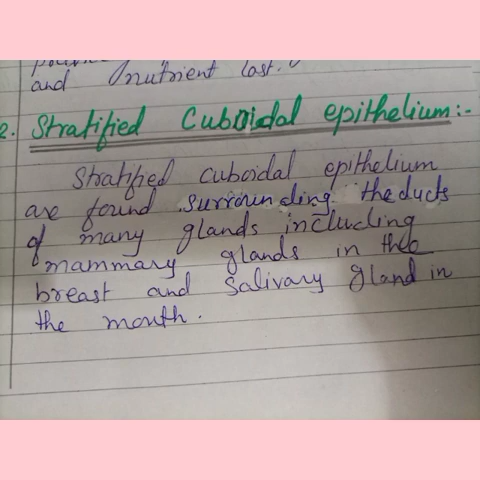 and nutrient last.
2. Stratified Cuboidal epithelium:-
Stratified cuboidal epithelium
are found surrounding the ducts
of many glands including
mammary glands in the
breast and salivary gland in
the mouth.